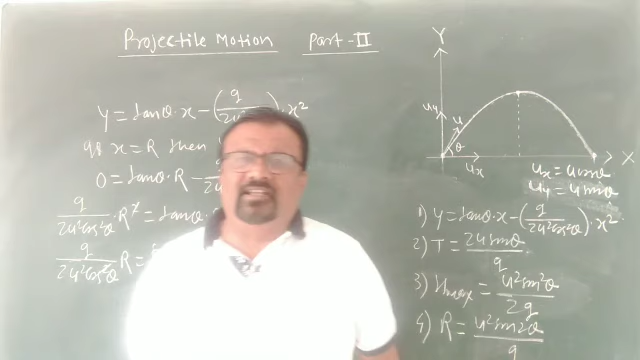 Projectile Motion Part-II
y = tanθ·x - (g / 2u²cos²θ)·x²
If x = R then
0 = tanθ·R - g / 2u
g / 2u²cos²θ · R² = tanθ·
g / 2u²cos²θ R =
Y
uy
u
θ
ux
X
ux = ucosθ
uy = usinθ
1) y = tanθ·x - (g / 2u²cos²θ)·x²
2) T = 2usinθ / g
3) Hmax = u²sin²θ / 2g
4) R = u²sin2θ / g